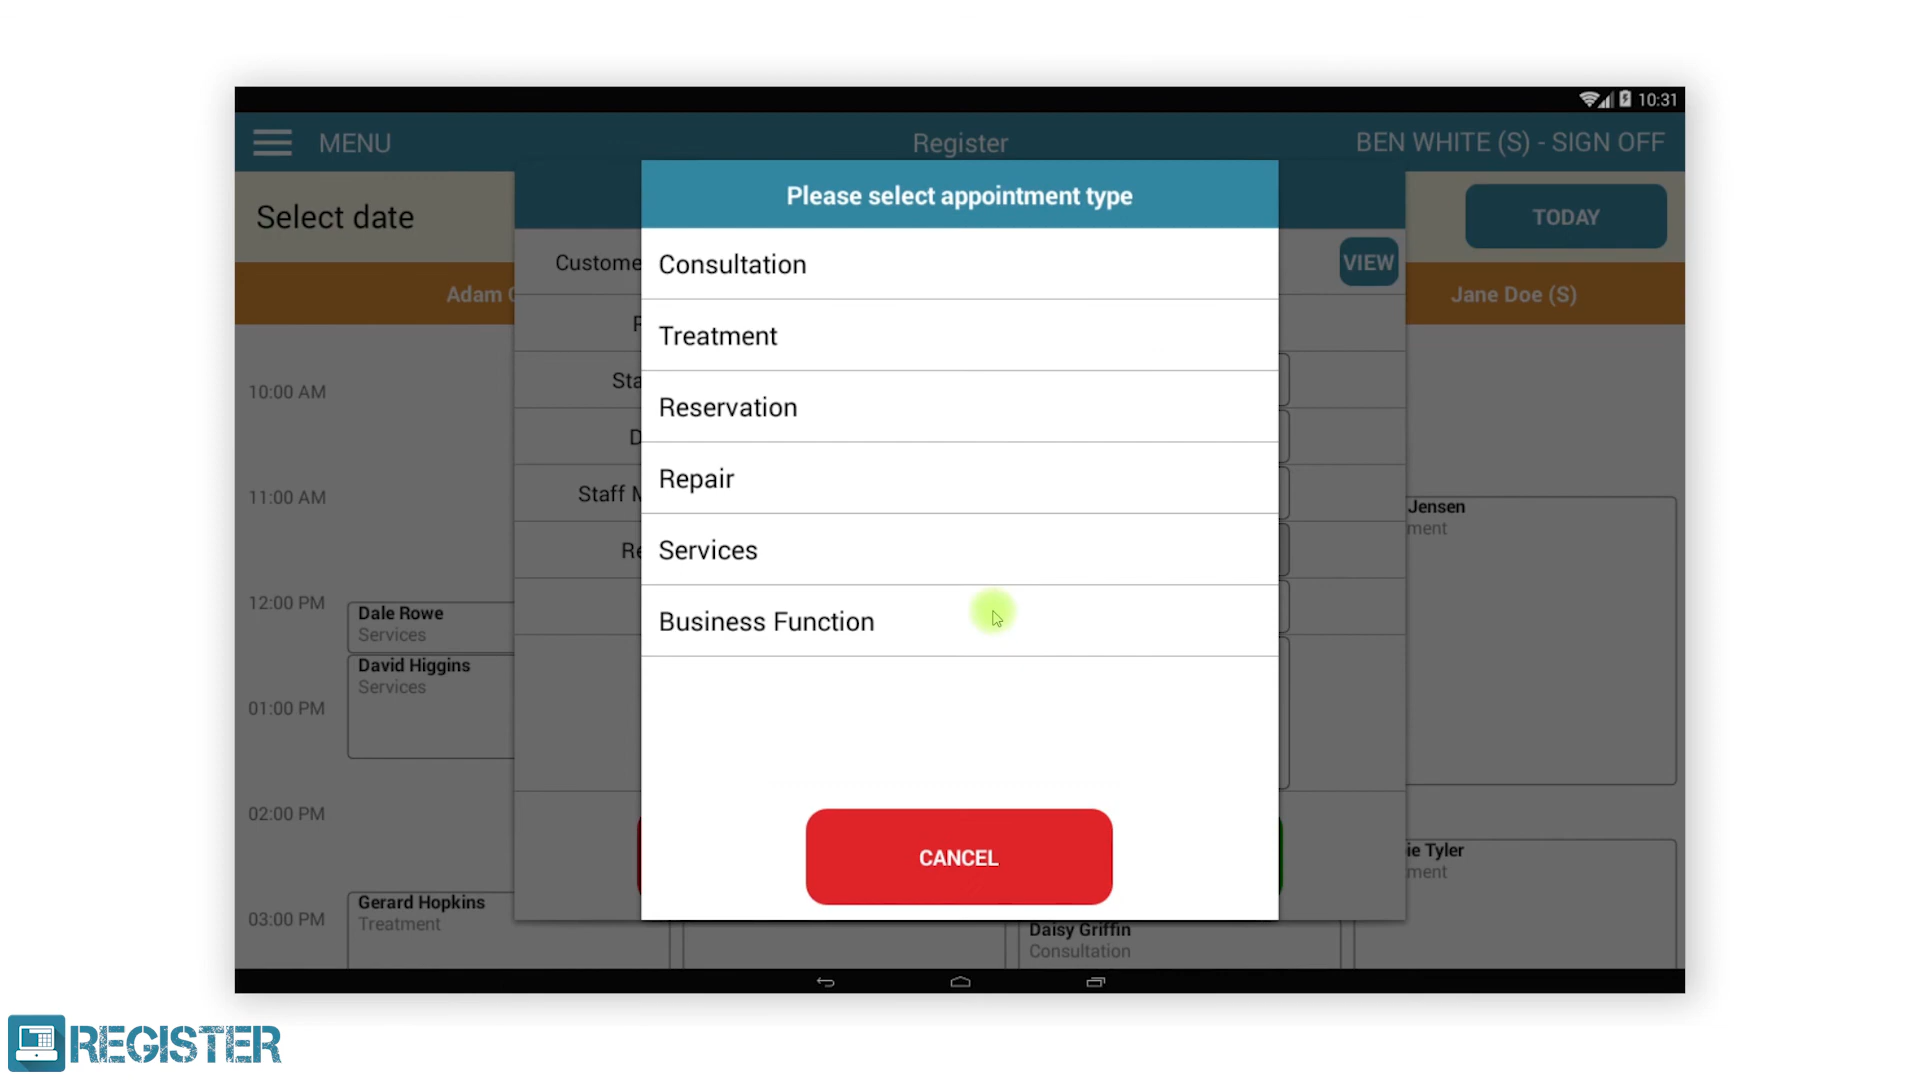 10:31
MENU
Register
BEN WHITE (S) - SIGN OFF
Please select appointment type
Select date
TODAY
Custome
VIEW
Adam
Jane Doe (S)
Consultation
Treatment
Reservation
Repair
Services
Business Function
CANCEL
Sta
Staff
10:00 AM
11:00 AM
12:00 PM
01:00 PM
02:00 PM
03:00 PM
Dale Rowe
Services
David Higgins
Services
Gerard Hopkins
Treatment
Jensen
ment
ie Tyler
ment
Daisy Griffin
Consultation
REGISTER